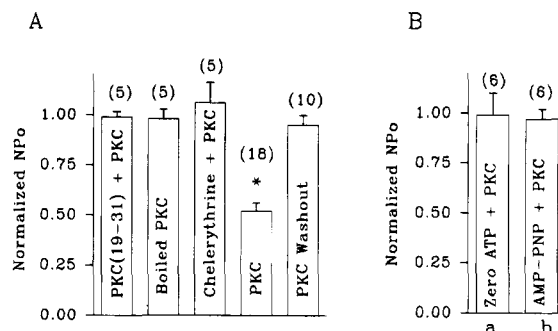 A
Normalized NPo
1.00
0.75
0.50
0.25
0.00
(5)
(5)
(5)
(18)
*
(10)
PKC(19-31) + PKC
Boiled PKC
Chelerythrine + PKC
PKC
PKC Washout
B
Normalized NPo
1.00
0.75
0.50
0.25
0.00
(6)
(6)
Zero ATP + PKC
AMP-PNP + PKC
a
b